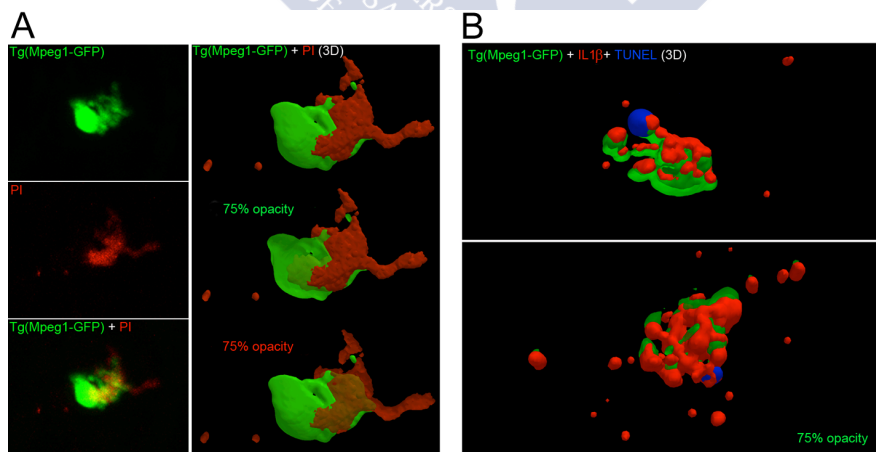 A
B
Tg(Mpeg1-GFP)
Tg(Mpeg1-GFP) + PI (3D)
75% opacity
75% opacity
PI
Tg(Mpeg1-GFP) + PI
Tg(Mpeg1-GFP) + IL1β+ TUNEL (3D)
75% opacity